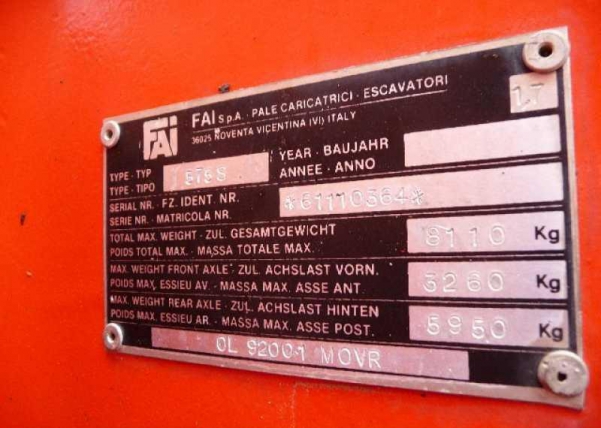 FAI
FAI S.p.A. · PALE CARICATRICI · ESCAVATORI
36025 NOVENTA VICENTINA (VI) ITALY
17
TYPE · TYP
TYPE · TIPO
YEAR · BAUJAHR
ANNEE · ANNO
SERIAL NR. · FZ. IDENT. NR.
SERIE NR. · MATRICOLA NR.
*61110564*
TOTAL MAX. WEIGHT · ZUL. GESAMTGEWICHT
POIDS TOTAL MAX. · MASSA TOTALE MAX.
8110 Kg
MAX. WEIGHT FRONT AXLE · ZUL. ACHSLAST VORN.
POIDS MAX. ESSIEU AV. · MASSA MAX. ASSE ANT.
3260 Kg
MAX. WEIGHT REAR AXLE · ZUL. ACHSLAST HINTEN
POIDS MAX. ESSIEU AR. · MASSA MAX. ASSE POST.
5950 Kg
OL 92001 MOVR